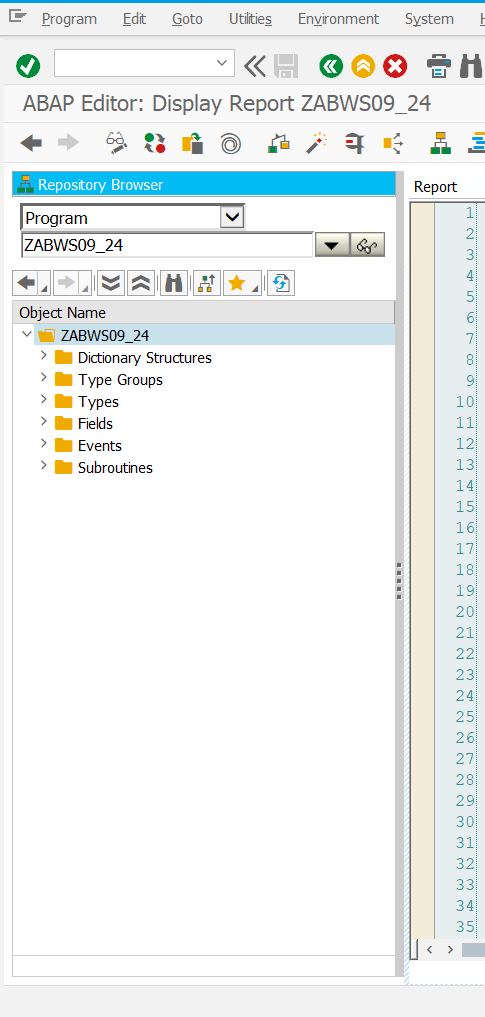 Program Edit Goto Utilities Environment System
ABAP Editor: Display Report ZABWS09_24
Repository Browser
Program
ZABWS09_24
Object Name
ZABWS09_24
Dictionary Structures
Type Groups
Types
Fields
Events
Subroutines
Report
1
2
3
4
5
6
7
8
9
10
11
12
13
14
15
16
17
18
19
20
21
22
23
24
25
26
27
28
29
30
31
32
33
34
35